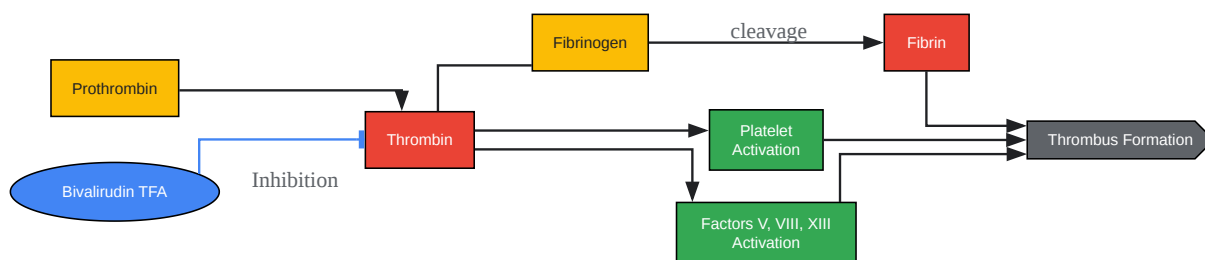 Fibrinogen
cleavage
Fibrin
Prothrombin
Thrombin
Platelet
Activation
Thrombus Formation
Bivalirudin TFA
Inhibition
Factors V, VIII, XIII
Activation